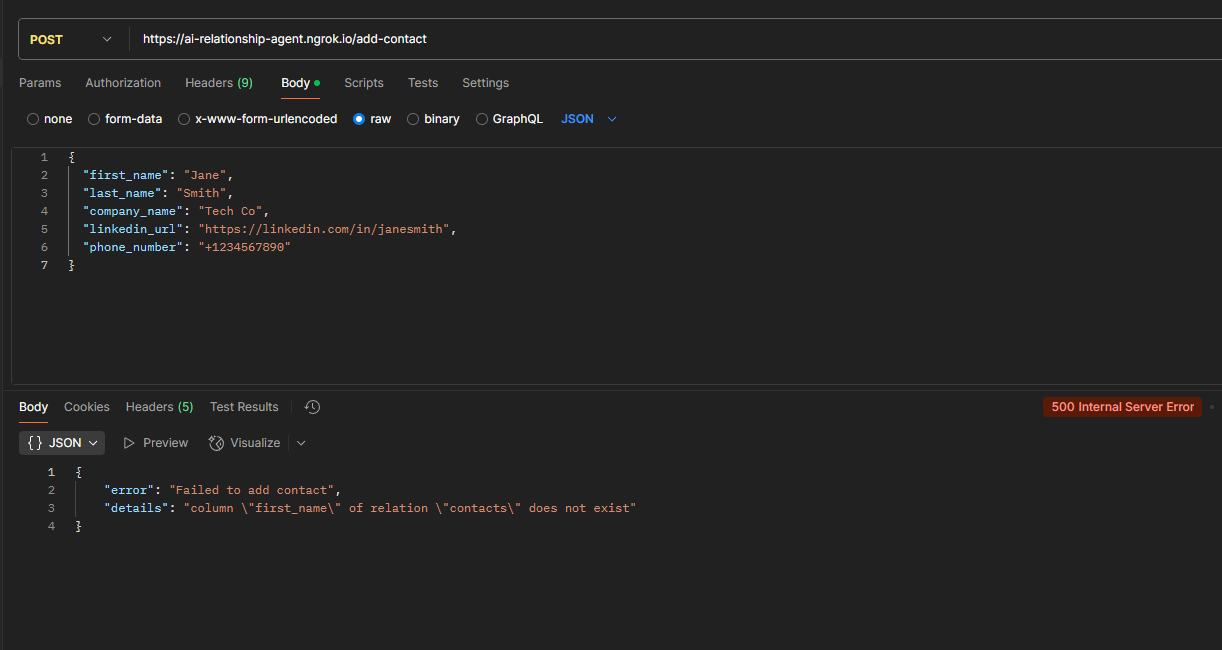 POST https://ai-relationship-agent.ngrok.io/add-contact
Params Authorization Headers (9) Body Scripts Tests Settings
none form-data x-www-form-urlencoded raw binary GraphQL JSON
1 {
2 "first_name": "Jane",
3 "last_name": "Smith",
4 "company_name": "Tech Co",
5 "linkedin_url": "https://linkedin.com/in/janesmith",
6 "phone_number": "+1234567890"
7 }
Body Cookies Headers (5) Test Results 500 Internal Server Error
{} JSON Preview Visualize
1 {
2 "error": "Failed to add contact",
3 "details": "column \"first_name\" of relation \"contacts\" does not exist"
4 }